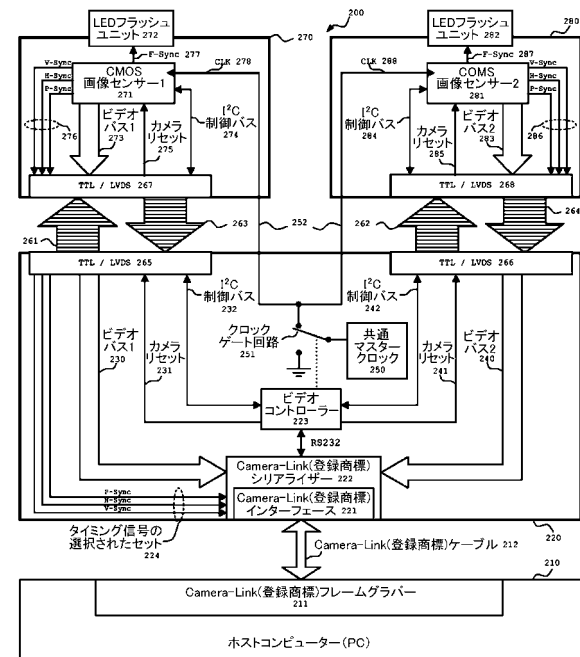 200
LEDフラッシュ
ユニット 272
270
F-Sync 277
V-Sync
H-Sync
P-Sync
CMOS
画像センサー1
271
CLK 278
276
ビデオ
バス1
273
カメラ
リセット
275
I²C
制御バス
274
TTL / LVDS 267
LEDフラッシュ
ユニット 282
280
F-Sync 287
CLK 288
COMS
画像センサー2
281
V-Sync
H-Sync
P-Sync
I²C
制御バス
284
カメラ
リセット
285
ビデオ
バス2
283
286
TTL / LVDS 268
261
263
252
262
264
TTL / LVDS 265
TTL / LVDS 266
ビデオ
バス1
230
カメラ
リセット
231
I²C
制御バス
232
I²C
制御バス
242
カメラ
リセット
241
ビデオ
バス2
240
クロック
ゲート回路
251
共通
マスター
クロック
250
ビデオ
コントローラー
223
RS232
Camera-Link(登録商標)
シリアライザー 222
Camera-Link(登録商標)
インターフェース 221
P-Sync
H-Sync
V-Sync
タイミング信号の
選択されたセット
224
220
Camera-Link(登録商標)ケーブル 212
210
Camera-Link(登録商標)フレームグラバー
211
ホストコンピューター(PC)